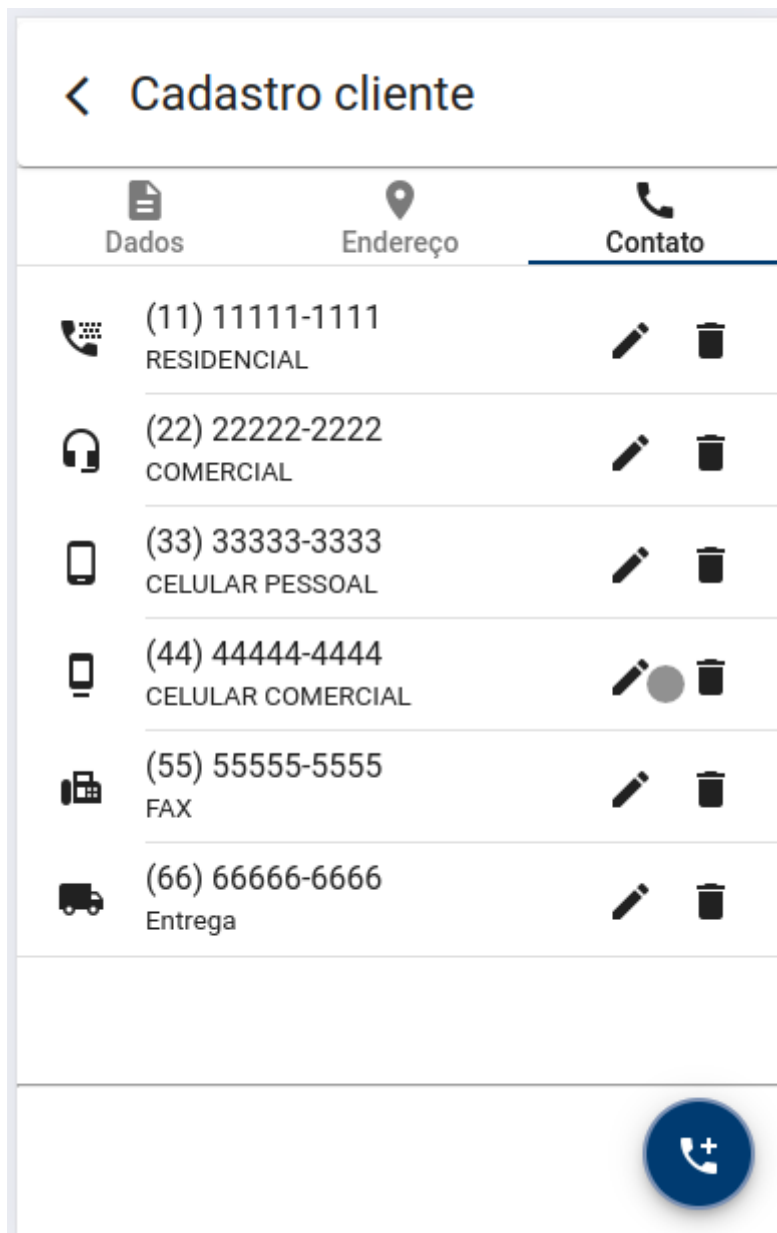 Cadastro cliente
Dados Endereço Contato
(11) 11111-1111
RESIDENCIAL
(22) 22222-2222
COMERCIAL
(33) 33333-3333
CELULAR PESSOAL
(44) 44444-4444
CELULAR COMERCIAL
(55) 55555-5555
FAX
(66) 66666-6666
Entrega